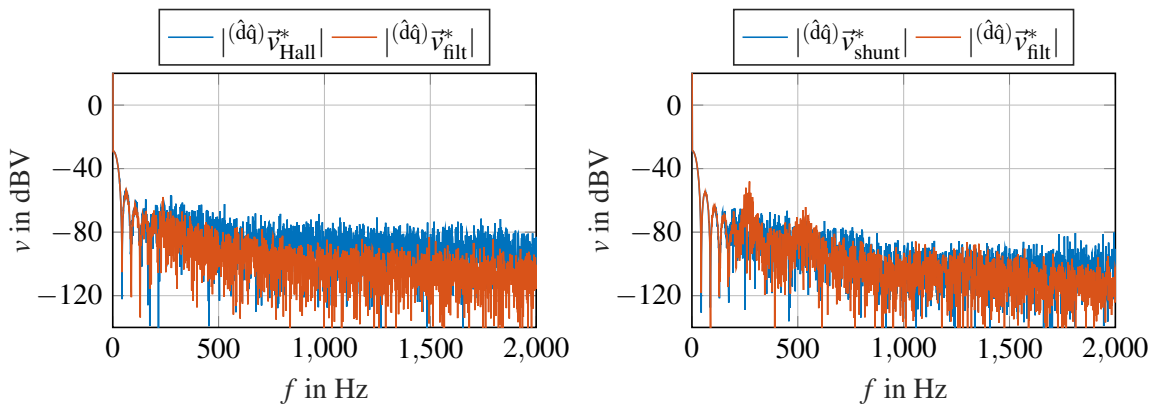 |⁽ᵈ̂q̂⁾v⃗*Hall| |⁽ᵈ̂q̂⁾v⃗*filt|
0
−40
−80
−120
v in dBV
0 500 1,000 1,500 2,000
f in Hz
|⁽ᵈ̂q̂⁾v⃗*shunt| |⁽ᵈ̂q̂⁾v⃗*filt|
0
−40
−80
−120
v in dBV
0 500 1,000 1,500 2,000
f in Hz